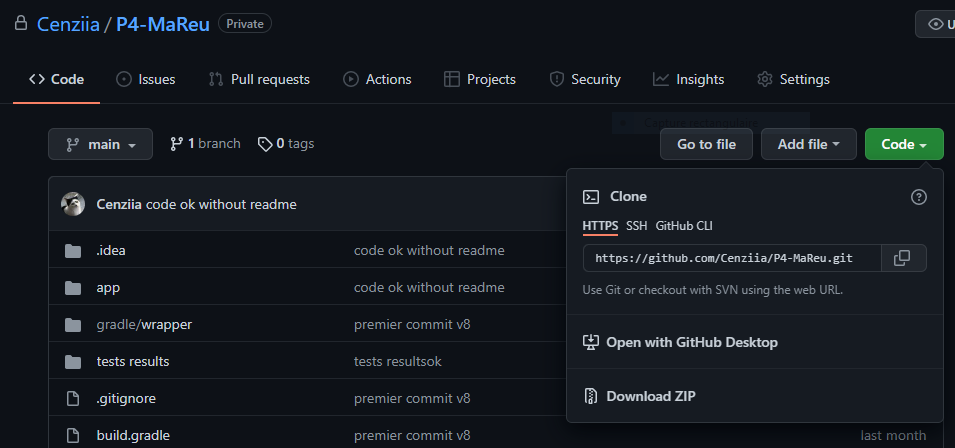 Cenziia / P4-MaReu Private
Code Issues Pull requests Actions Projects Security Insights Settings
main 1 branch 0 tags Go to file Add file Code
Cenziia code ok without readme
.idea code ok without readme
app code ok without readme
gradle/wrapper premier commit v8
tests results tests resultsok
.gitignore premier commit v8
build.gradle premier commit v8 last month
Clone
HTTPS SSH GitHub CLI
https://github.com/Cenziia/P4-MaReu.git
Use Git or checkout with SVN using the web URL.
Open with GitHub Desktop
Download ZIP